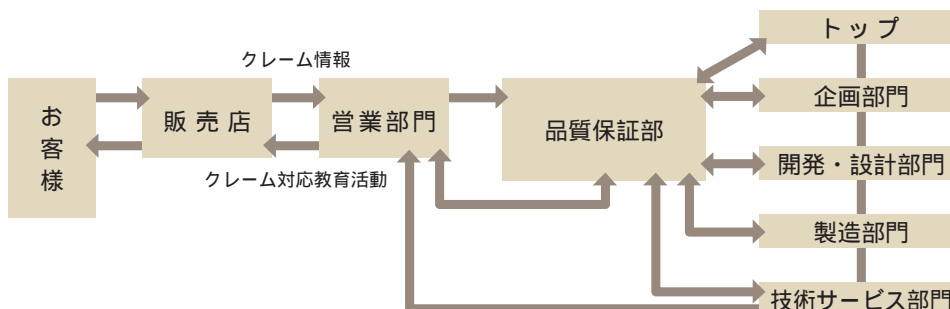 クレーム情報
お客様
販売店
営業部門
クレーム対応教育活動
品質保証部
トップ
企画部門
開発・設計部門
製造部門
技術サービス部門